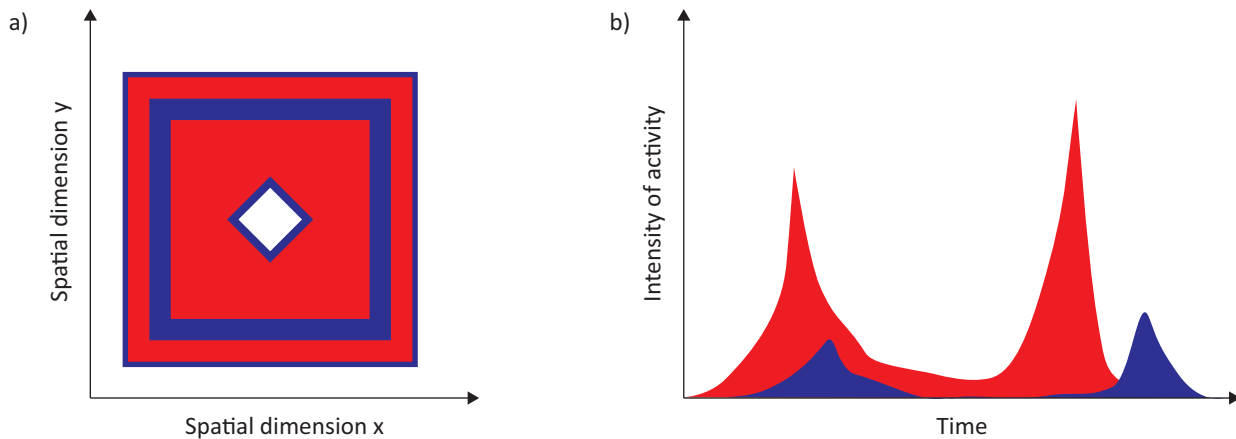 a)
Spatial dimension y
Spatial dimension x
b)
Intensity of activity
Time